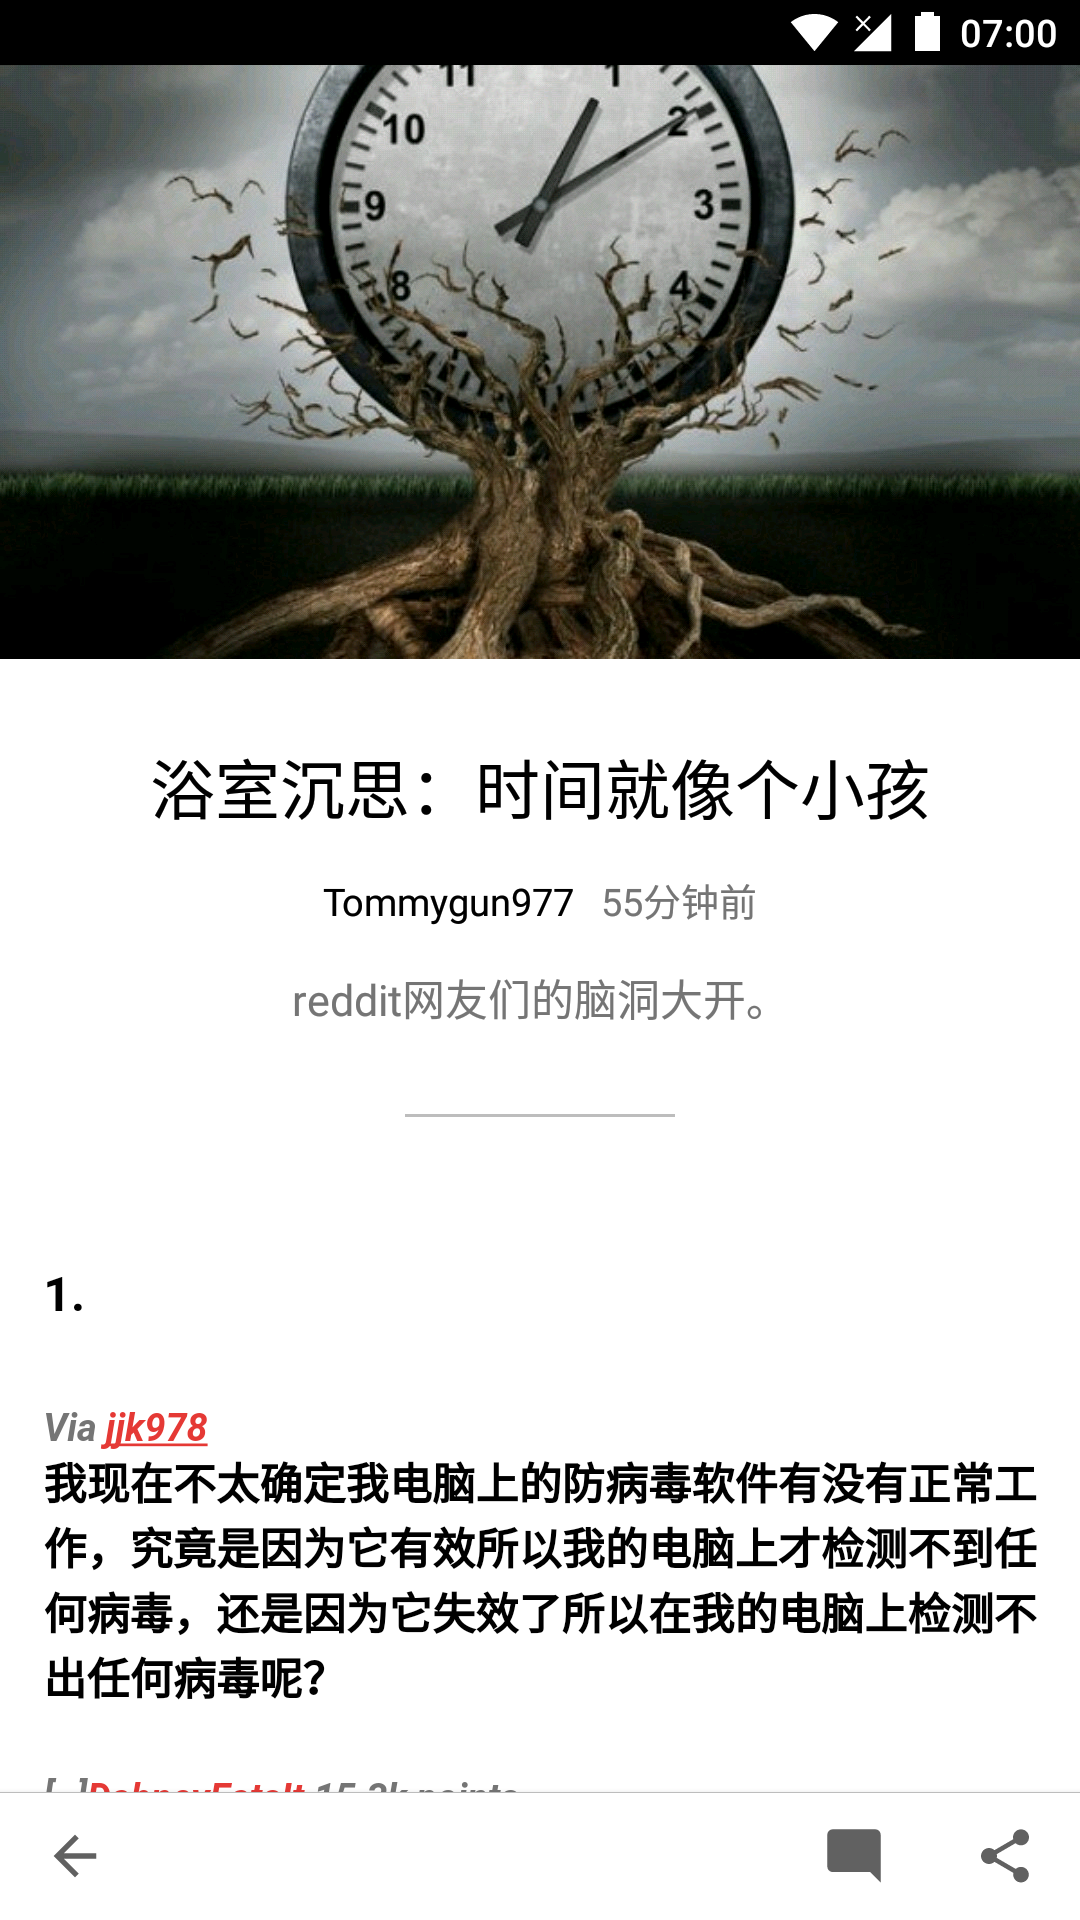 07:00
11
1
10
2
9
3
8
4
浴室沉思：时间就像个小孩
Tommygun977 55分钟前
reddit网友们的脑洞大开。
1.
Via jjk978
我现在不太确定我电脑上的防病毒软件有没有正常工
作，究竟是因为它有效所以我的电脑上才检测不到任
何病毒，还是因为它失效了所以在我的电脑上检测不
出任何病毒呢？